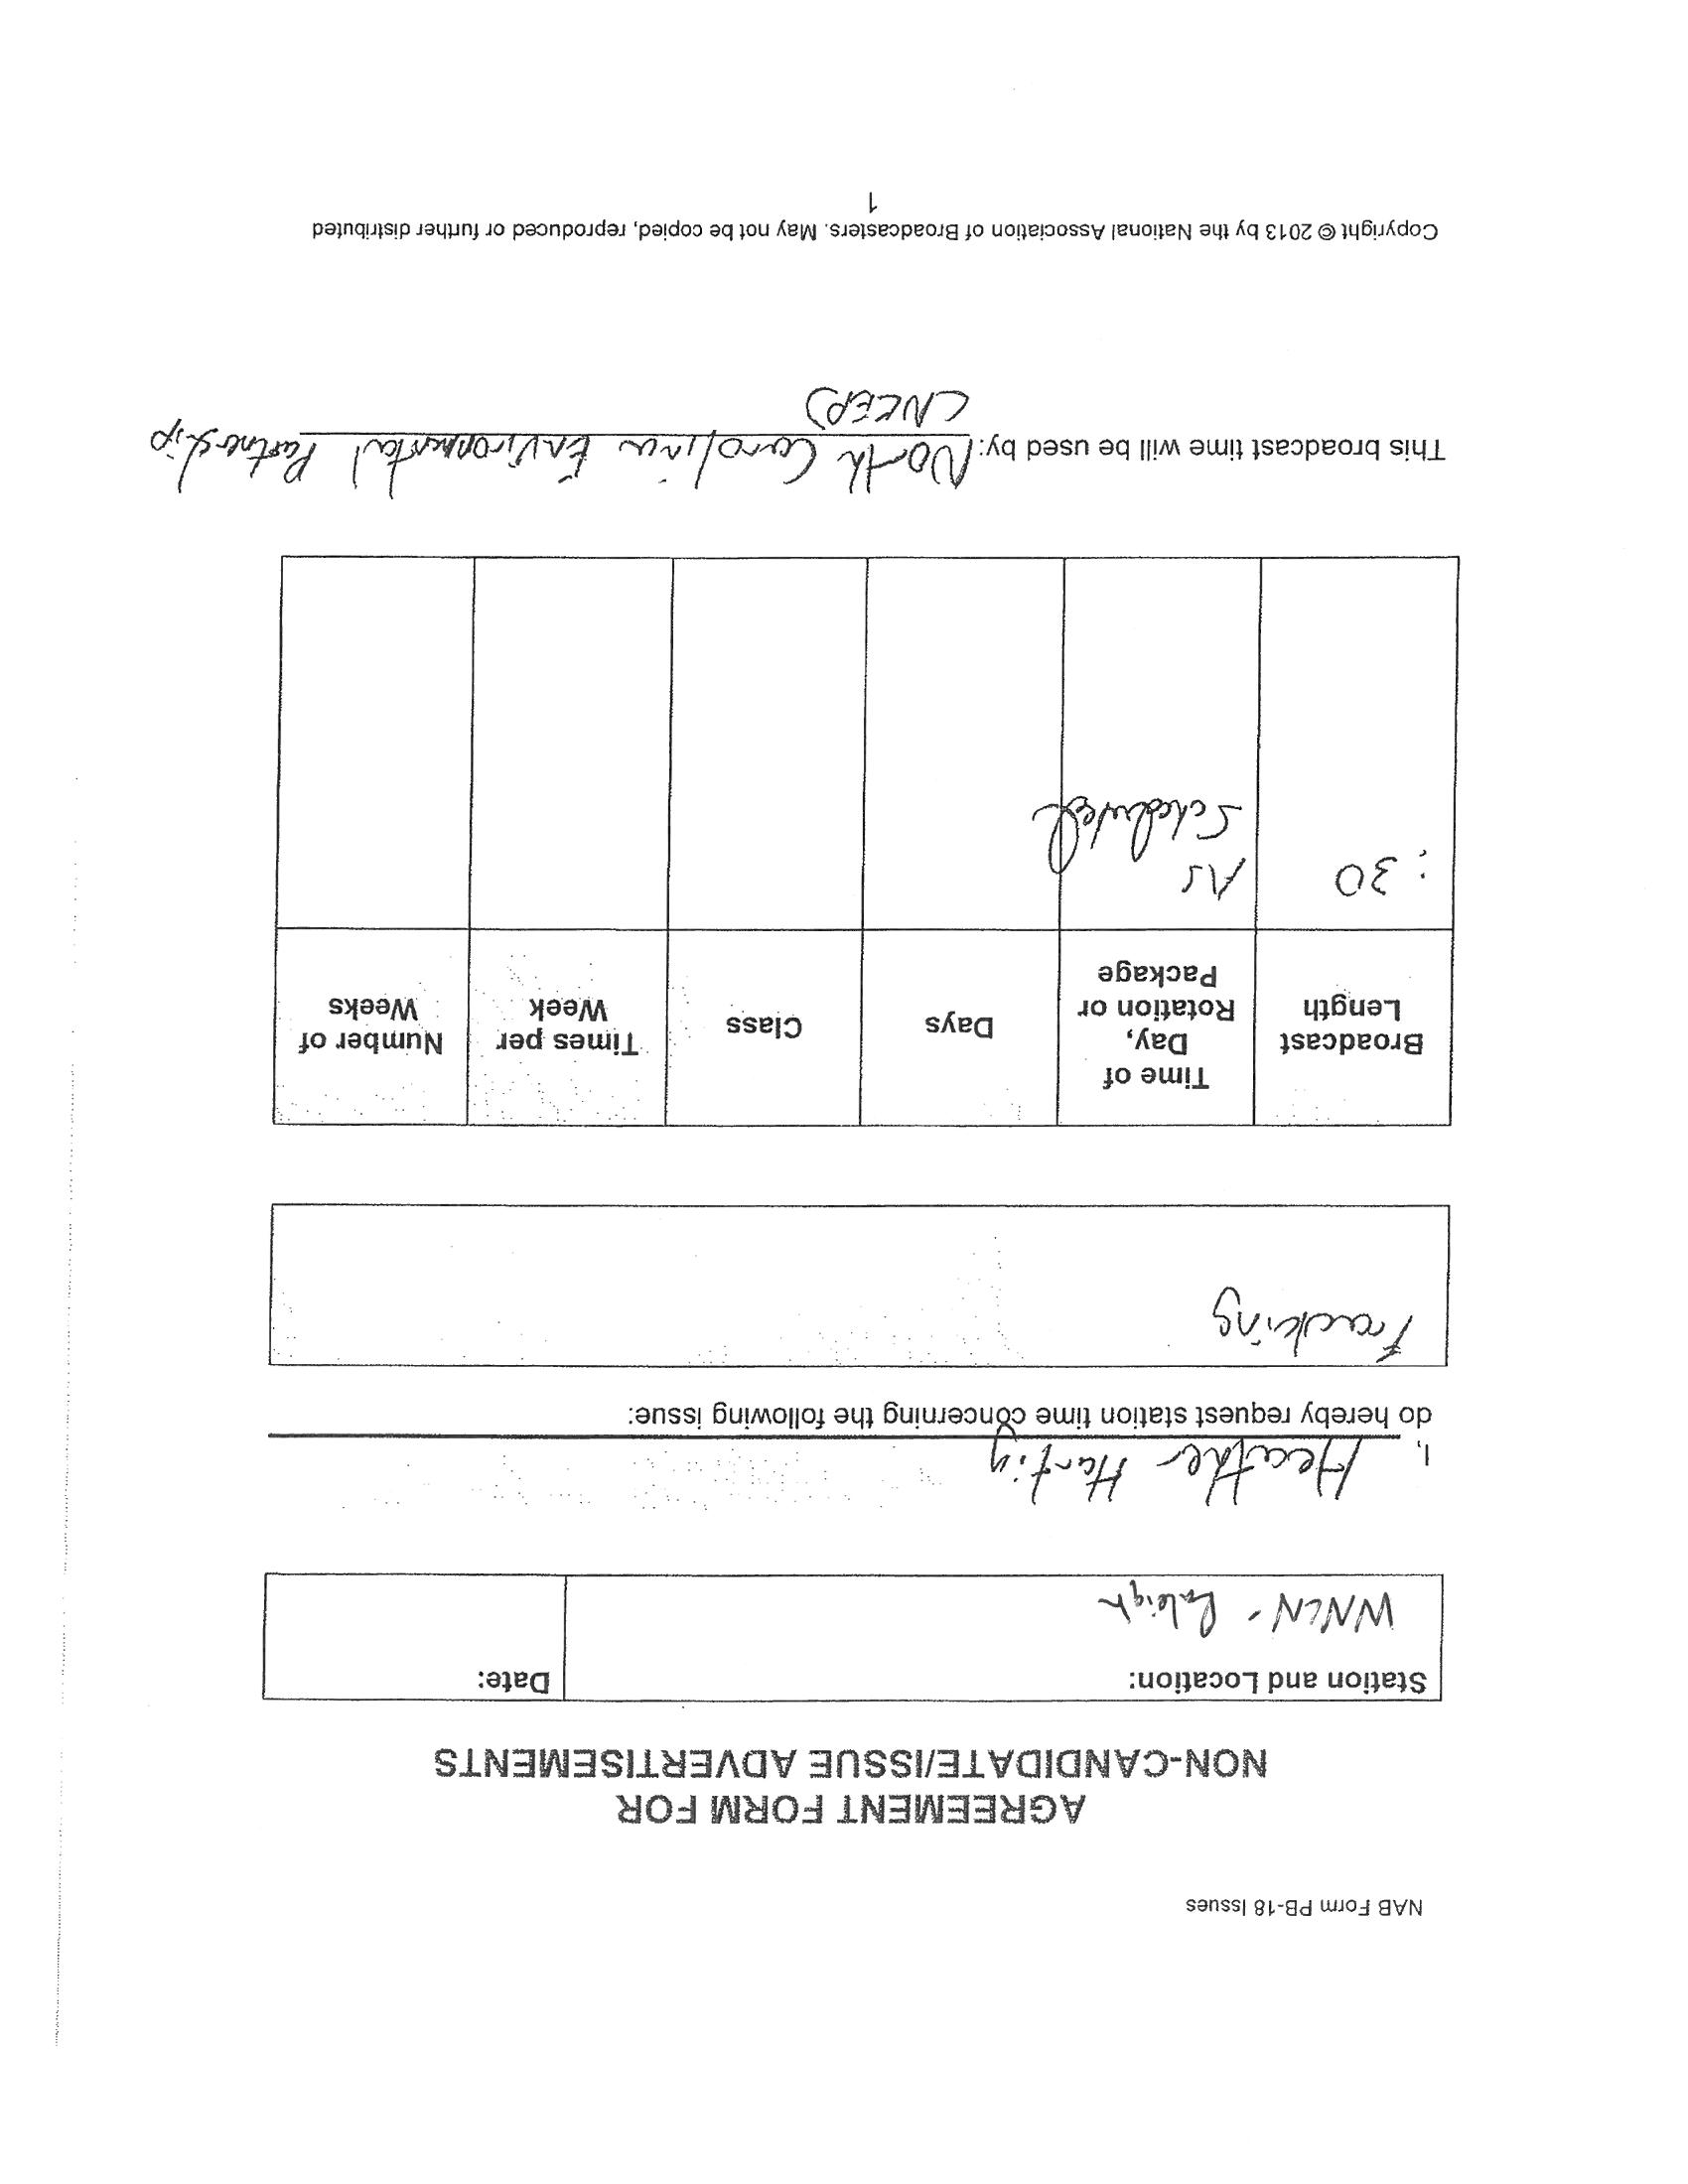 NAB Form PB-18 Issues
AGREEMENT FORM FOR
NON-CANDIDATE/ISSUE ADVERTISEMENTS
Station and Location:
Date:
WNCN - Raleigh
I,
Heather Hartig
do hereby request station time concerning the following issue:
Fracking
Broadcast
Length
Time of
Day,
Rotation or
Package
Days
Class
Times per
Week
Number of
Weeks
:30
As
Scheduled
This broadcast time will be used by: North Carolina Environmental Partnership
(NCEP)
Copyright © 2013 by the National Association of Broadcasters. May not be copied, reproduced or further distributed
1